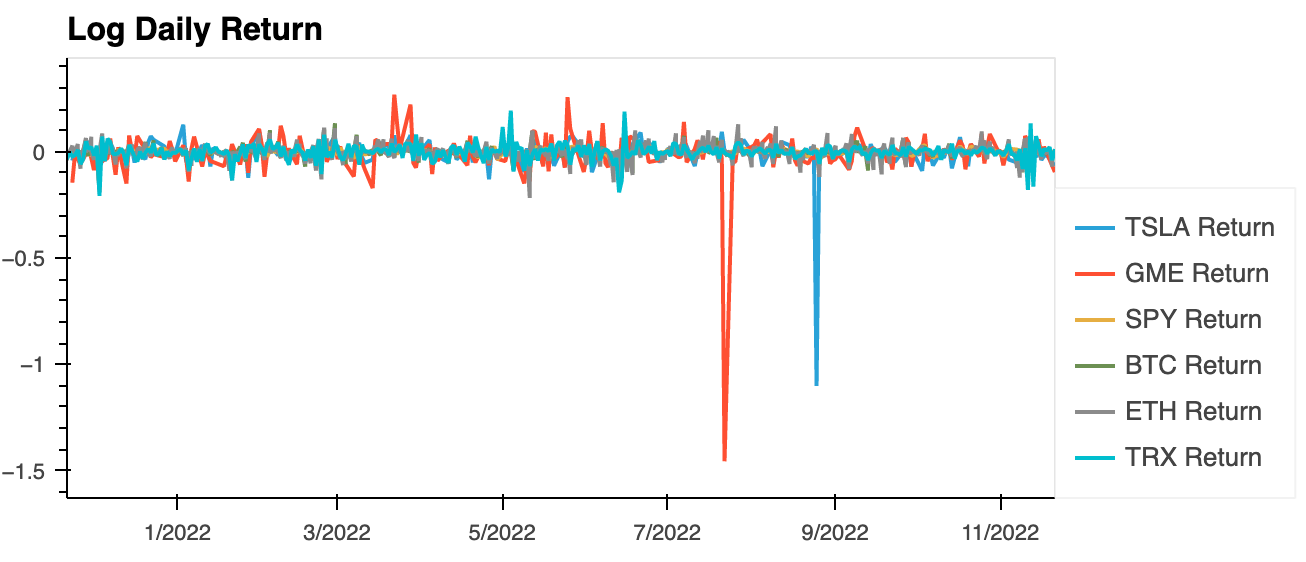 Log Daily Return
0
−0.5
−1
−1.5
1/2022
3/2022
5/2022
7/2022
9/2022
11/2022
TSLA Return
GME Return
SPY Return
BTC Return
ETH Return
TRX Return